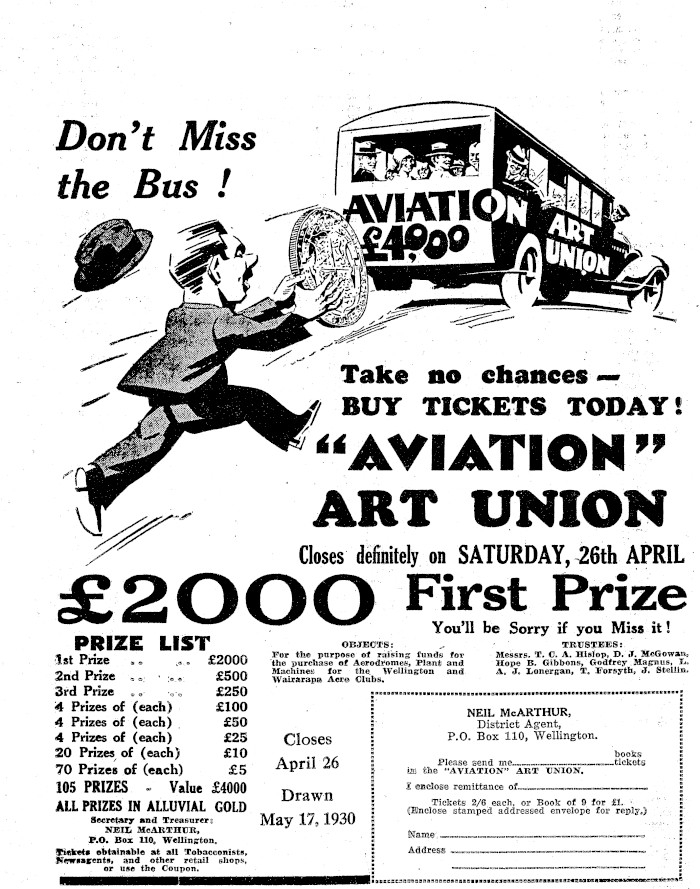 Don't Miss
the Bus !
AVIATION
£4000
ART
UNION
Take no chances —
BUY TICKETS TODAY!
"AVIATION"
ART UNION
Closes definitely on SATURDAY, 26th APRIL
£2000 First Prize
You'll be Sorry if you Miss it!
PRIZE LIST
1st Prize .. .. £2000
2nd Prize .. .. £500
3rd Prize .. .. £250
4 Prizes of (each) £100
4 Prizes of (each) £50
4 Prizes of (each) £25
20 Prizes of (each) £10
70 Prizes of (each) £5
105 PRIZES - Value £4000
ALL PRIZES IN ALLUVIAL GOLD
Secretary and Treasurer:
NEIL McARTHUR,
P.O. Box 110, Wellington.
Tickets obtainable at all Tobacconists,
Newsagents, and other retail shops,
or use the Coupon.
OBJECTS:
For the purpose of raising funds for
the purchase of Aerodromes, Plant and
Machines for the Wellington and
Wairarapa Aero Clubs.
Closes
April 26
Drawn
May 17, 1930
TRUSTEES:
Messrs. T. C. A. Hislop, D. J. McGowan,
Hope B. Gibbons, Godfrey Magnus, L.
A. J. Lonergan, T. Forsyth, J. Stellin.
NEIL McARTHUR,
District Agent,
P.O. Box 110, Wellington.
books
Please send me tickets
in the "AVIATION" ART UNION.
I enclose remittance of
Tickets 2/6 each, or Book of 9 for £1.
(Enclose stamped addressed envelope for reply.)
Name
Address